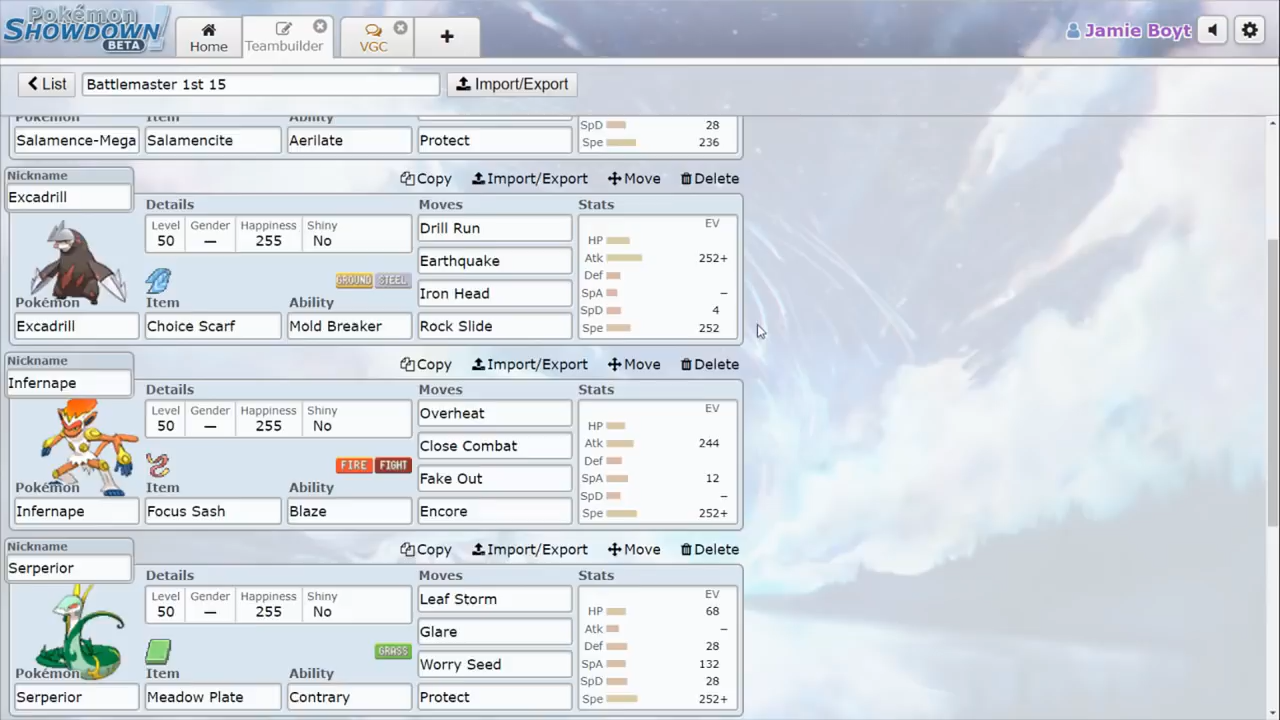 Pokémon
SHOWDOWN!
BETA
Home
Teambuilder
VGC
Jamie Boyt
List
Battlemaster 1st 15
Import/Export
Pokémon Item Ability
Salamence-Mega Salamencite Aerilate Protect
SpD 28
Spe 236
Nickname
Excadrill
Copy Import/Export Move Delete
Details Moves Stats
Level Gender Happiness Shiny
50 — 255 No
GROUND STEEL
Pokémon Item Ability
Excadrill Choice Scarf Mold Breaker
Drill Run
Earthquake
Iron Head
Rock Slide
EV
HP
Atk 252+
Def
SpA –
SpD 4
Spe 252
Nickname
Infernape
Copy Import/Export Move Delete
Details Moves Stats
Level Gender Happiness Shiny
50 — 255 No
FIRE FIGHT
Pokémon Item Ability
Infernape Focus Sash Blaze
Overheat
Close Combat
Fake Out
Encore
EV
HP
Atk 244
Def
SpA 12
SpD –
Spe 252+
Nickname
Serperior
Copy Import/Export Move Delete
Details Moves Stats
Level Gender Happiness Shiny
50 — 255 No
GRASS
Pokémon Item Ability
Serperior Meadow Plate Contrary
Leaf Storm
Glare
Worry Seed
Protect
EV
HP 68
Atk –
Def 28
SpA 132
SpD 28
Spe 252+